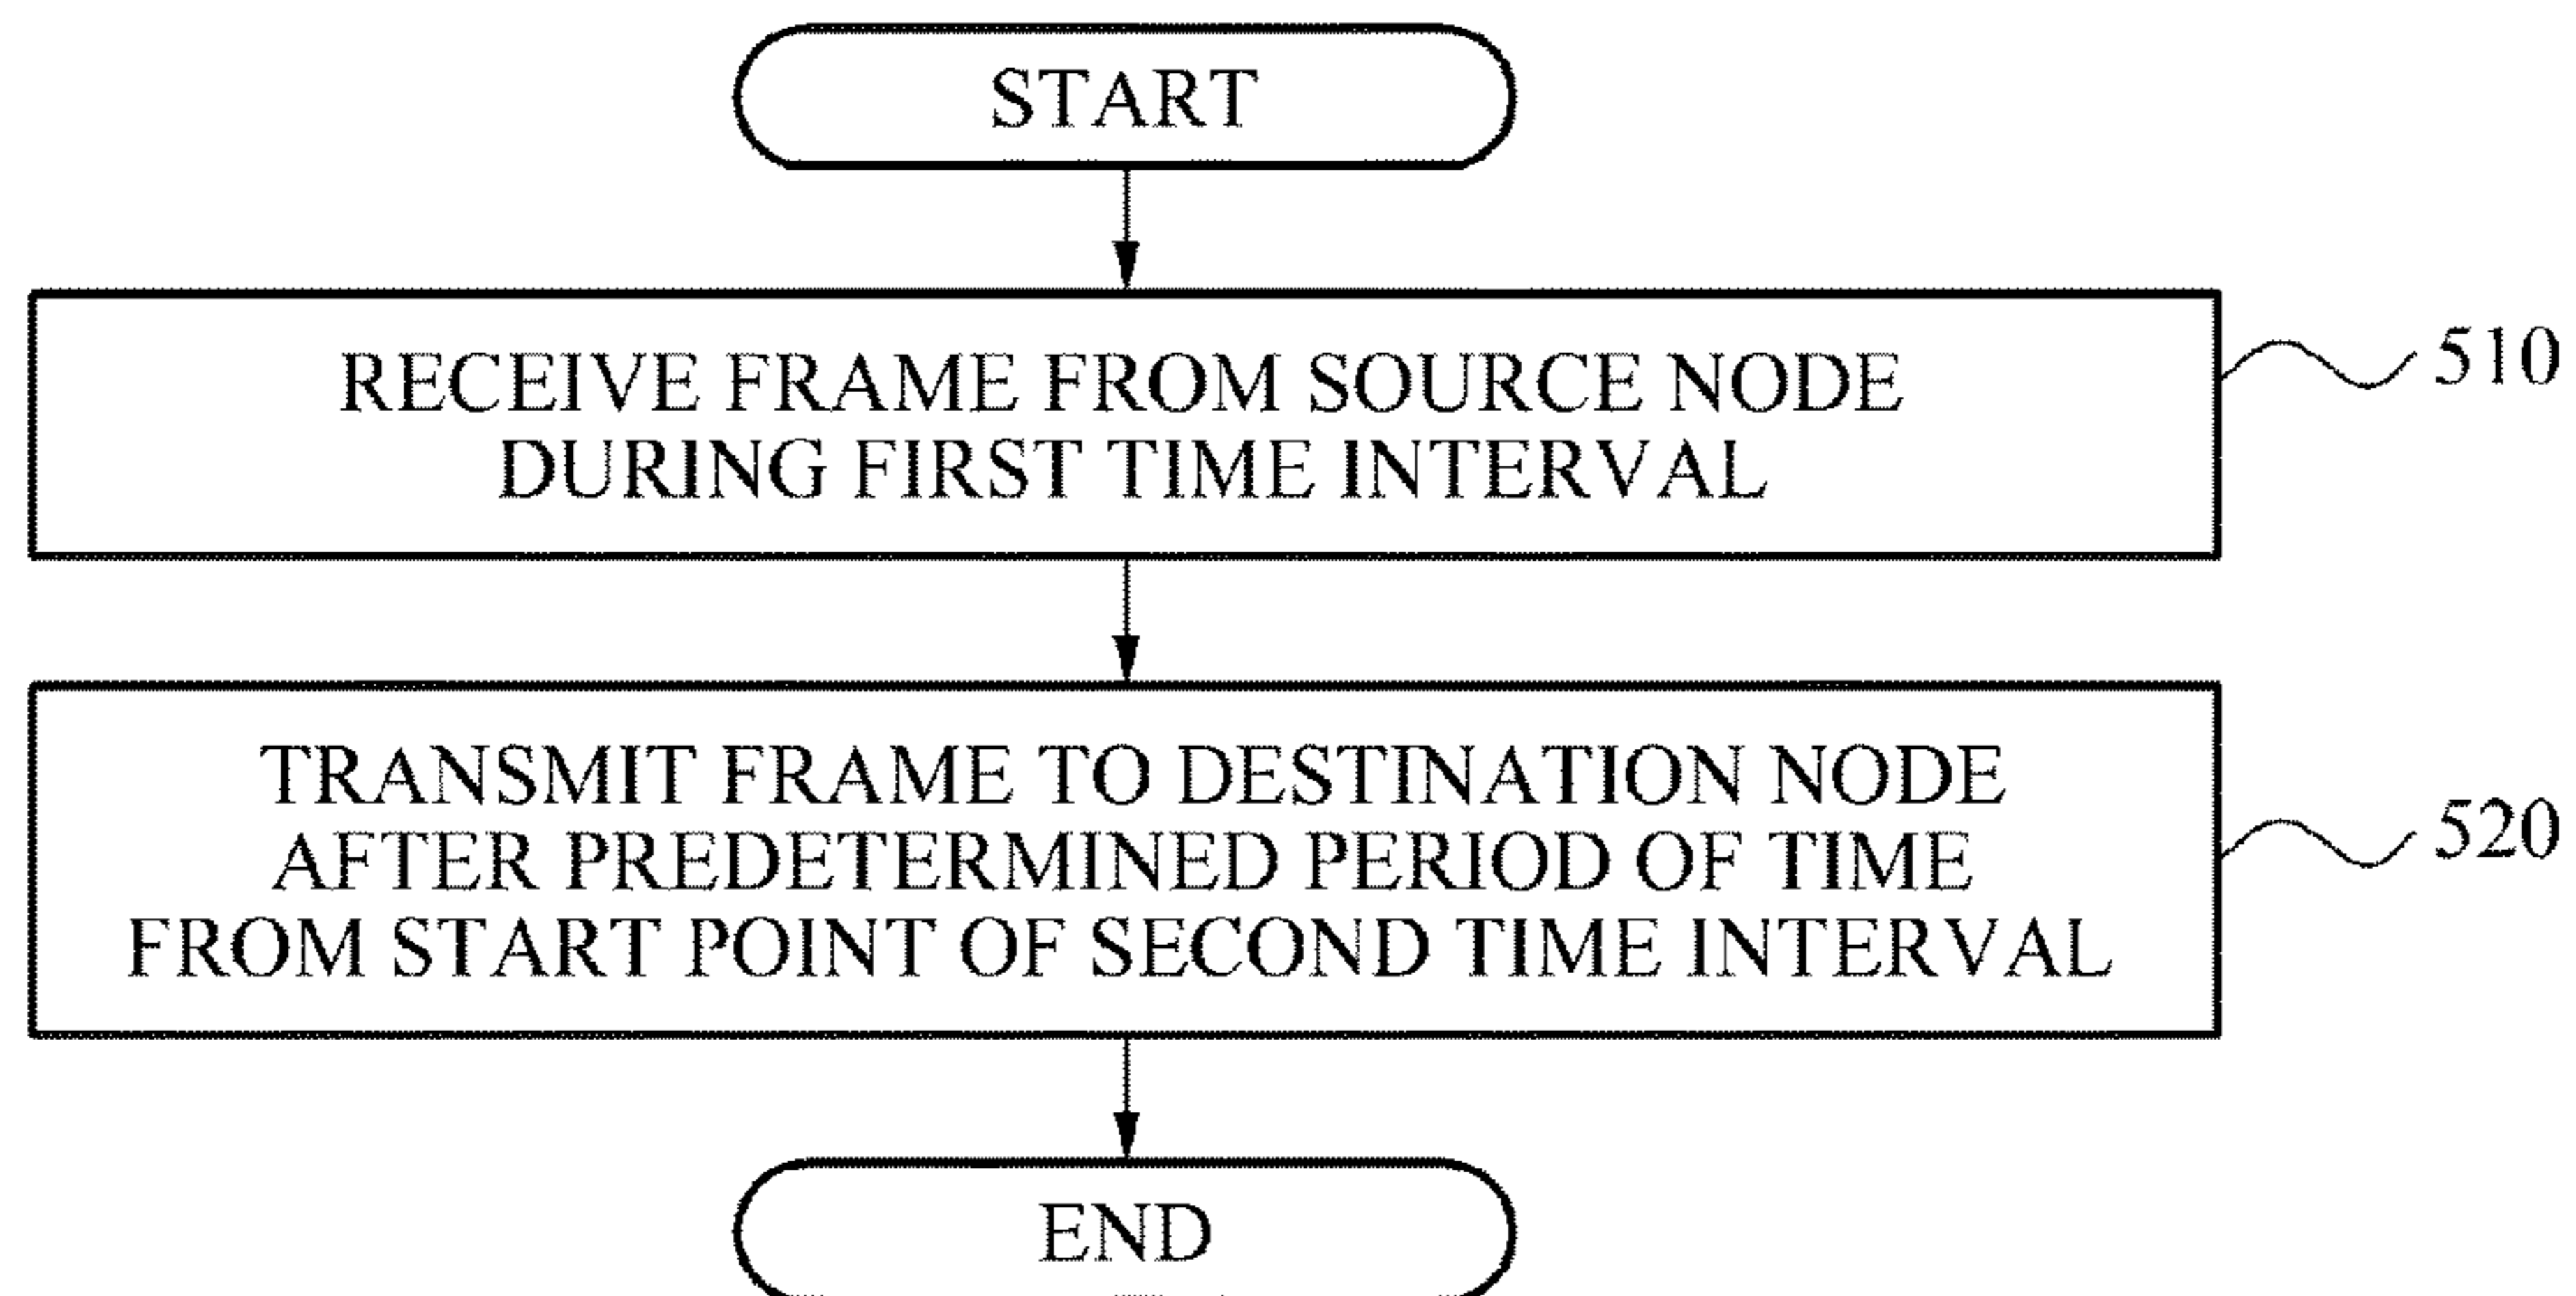 START
RECEIVE FRAME FROM SOURCE NODE
DURING FIRST TIME INTERVAL
510
TRANSMIT FRAME TO DESTINATION NODE
AFTER PREDETERMINED PERIOD OF TIME
FROM START POINT OF SECOND TIME INTERVAL
520
END